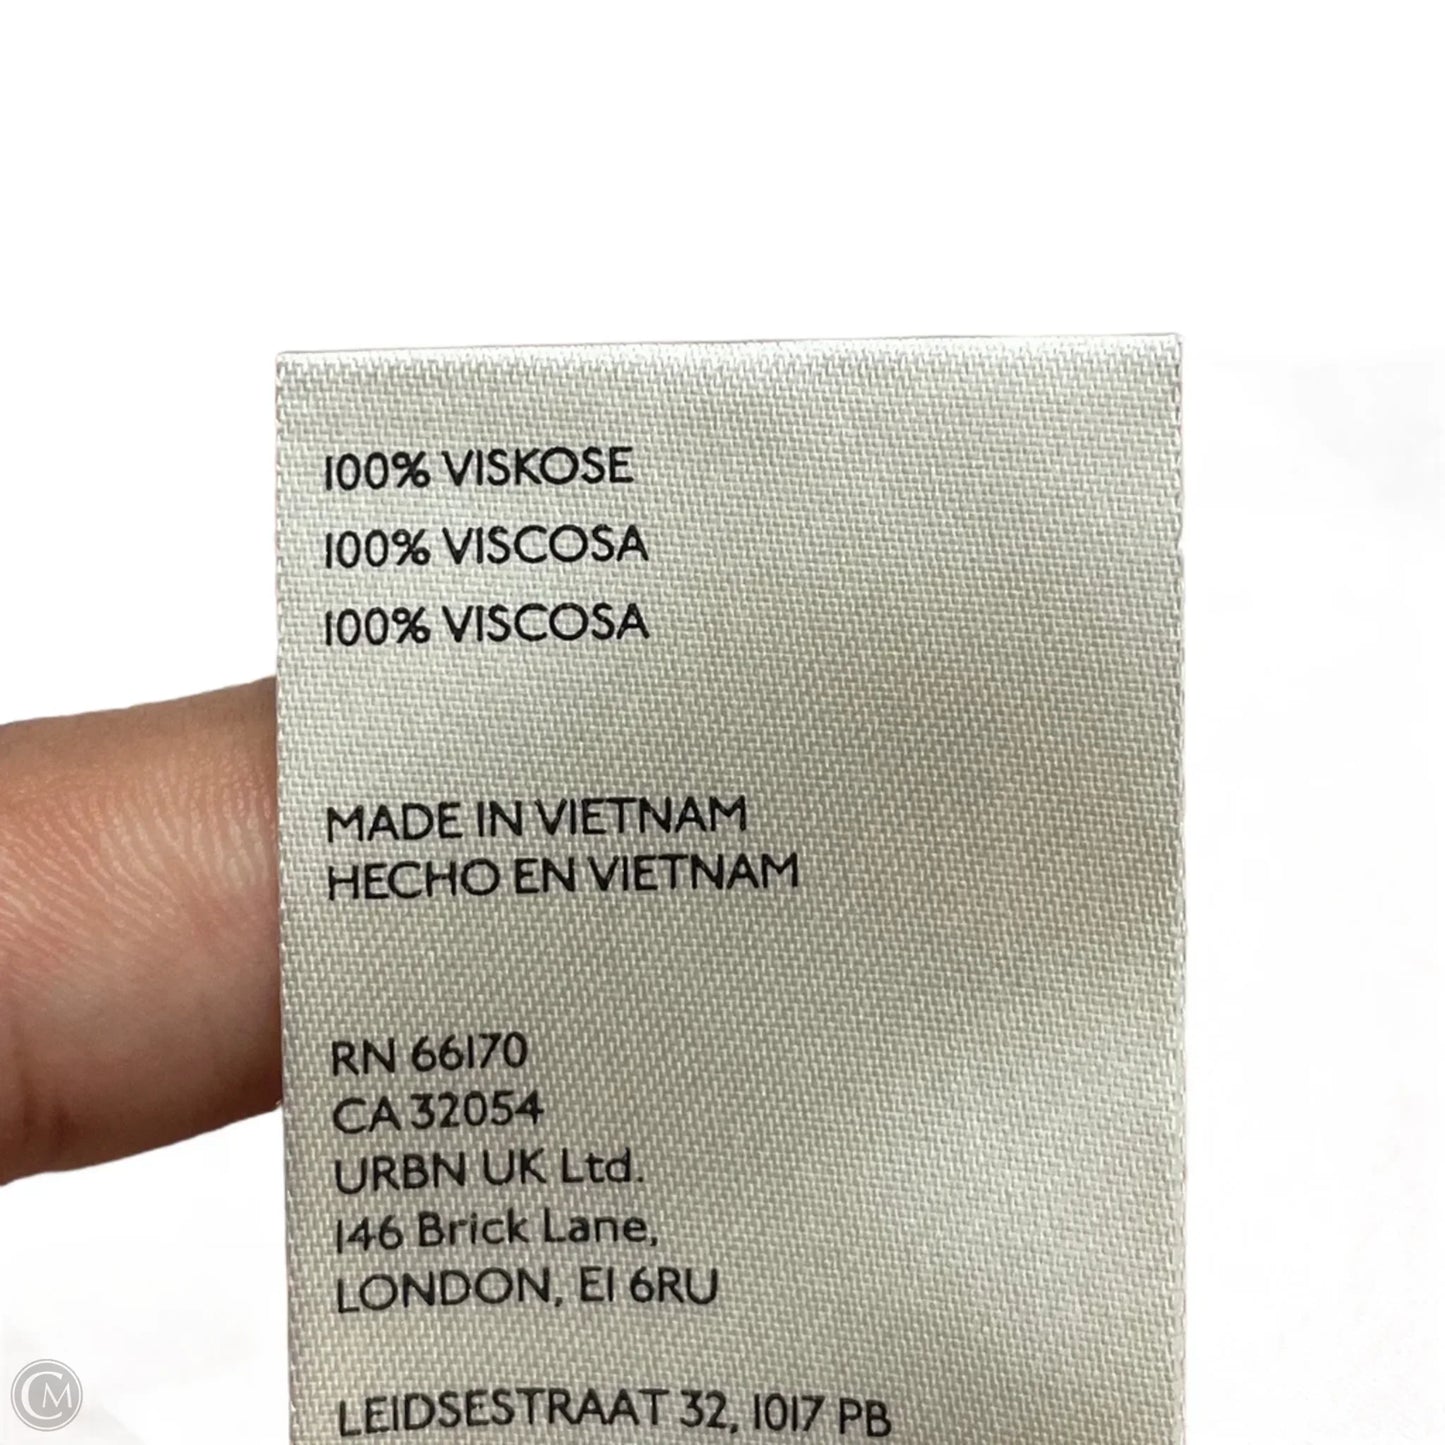 100% VISKOSE
100% VISCOSA
100% VISCOSA
MADE IN VIETNAM
HECHO EN VIETNAM
RN 66170
CA 32054
URBN UK Ltd.
146 Brick Lane,
LONDON, E1 6RU
LEIDSESTRAAT 32, 1017 PB
CM